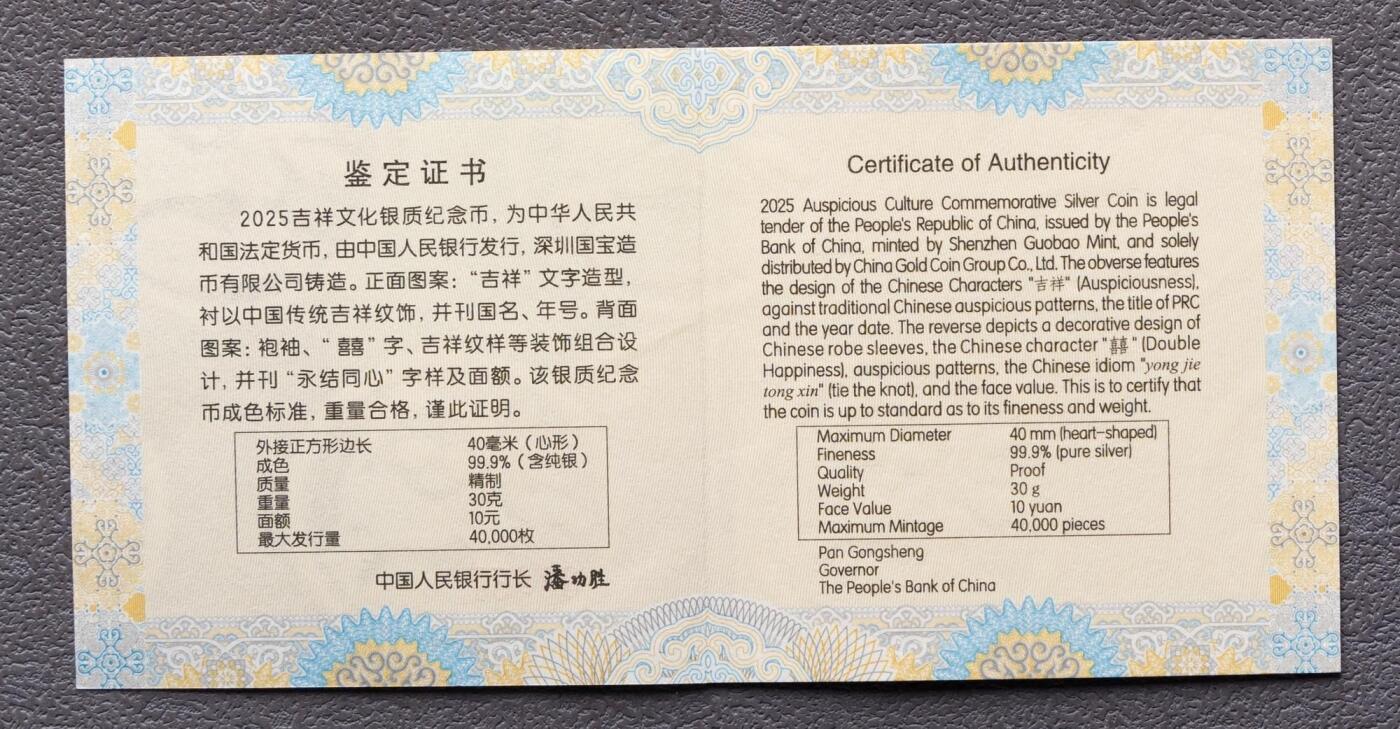 鉴定证书
2025吉祥文化银质纪念币，为中华人民共
和国法定货币，由中国人民银行发行，深圳国宝造
币有限公司铸造。正面图案：“吉祥”文字造型，
衬以中国传统吉祥纹饰，并刊国名、年号。背面
图案：袍袖、“囍”字、吉祥纹样等装饰组合设
计，并刊“永结同心”字样及面额。该银质纪念
币成色标准，重量合格，谨此证明。
外接正方形边长 40毫米（心形）
成色 99.9%（含纯银）
质量 精制
重量 30克
面额 10元
最大发行量 40,000枚
中国人民银行行长 潘功胜
Certificate of Authenticity
2025 Auspicious Culture Commemorative Silver Coin is legal
tender of the People's Republic of China, issued by the People's
Bank of China, minted by Shenzhen Guobao Mint, and solely
distributed by China Gold Coin Group Co., Ltd. The obverse features
the design of the Chinese Characters "吉祥" (Auspiciousness),
against traditional Chinese auspicious patterns, the title of PRC
and the year date. The reverse depicts a decorative design of
Chinese robe sleeves, the Chinese character "囍" (Double
Happiness), auspicious patterns, the Chinese idiom "yong jie
tong xin" (tie the knot), and the face value. This is to certify that
the coin is up to standard as to its fineness and weight.
Maximum Diameter 40 mm (heart-shaped)
Fineness 99.9% (pure silver)
Quality Proof
Weight 30 g
Face Value 10 yuan
Maximum Mintage 40,000 pieces
Pan Gongsheng
Governor
The People's Bank of China